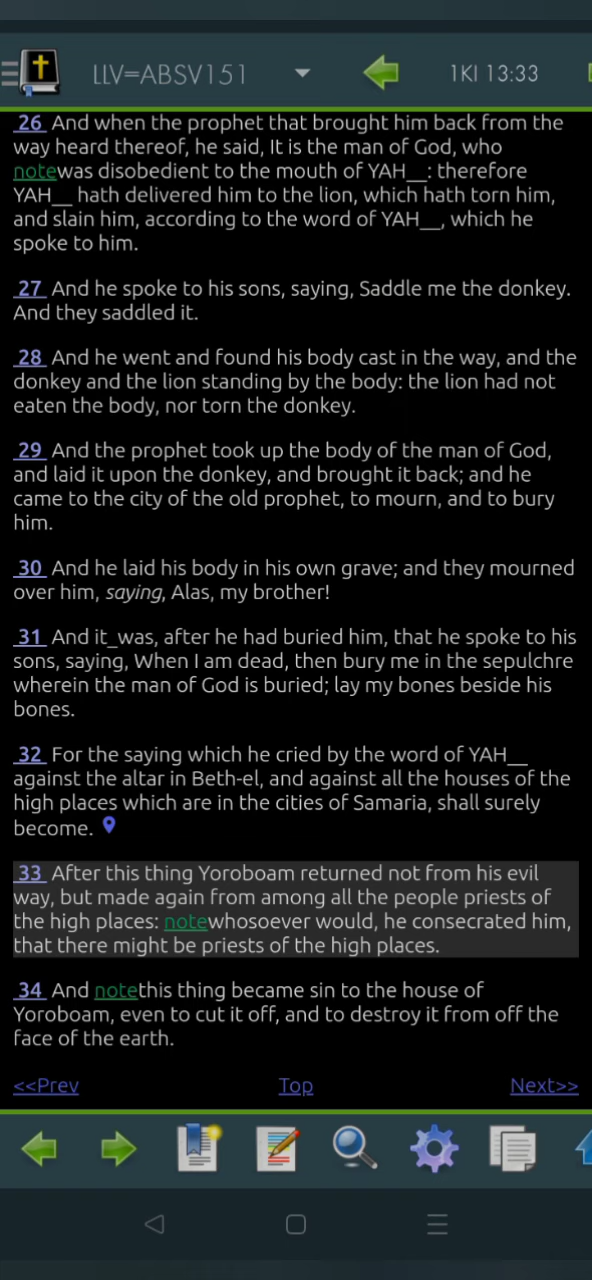 LLV=ABSV151
1KI 13:33
26 And when the prophet that brought him back from the
way heard thereof, he said, It is the man of God, who
notewas disobedient to the mouth of YAH__: therefore
YAH__ hath delivered him to the lion, which hath torn him,
and slain him, according to the word of YAH__, which he
spoke to him.
27 And he spoke to his sons, saying, Saddle me the donkey.
And they saddled it.
28 And he went and found his body cast in the way, and the
donkey and the lion standing by the body: the lion had not
eaten the body, nor torn the donkey.
29 And the prophet took up the body of the man of God,
and laid it upon the donkey, and brought it back; and he
came to the city of the old prophet, to mourn, and to bury
him.
30 And he laid his body in his own grave; and they mourned
over him, saying, Alas, my brother!
31 And it_was, after he had buried him, that he spoke to his
sons, saying, When I am dead, then bury me in the sepulchre
wherein the man of God is buried; lay my bones beside his
bones.
32 For the saying which he cried by the word of YAH__
against the altar in Beth-el, and against all the houses of the
high places which are in the cities of Samaria, shall surely
become.
33 After this thing Yoroboam returned not from his evil
way, but made again from among all the people priests of
the high places: notewhosoever would, he consecrated him,
that there might be priests of the high places.
34 And notethis thing became sin to the house of
Yoroboam, even to cut it off, and to destroy it from off the
face of the earth.
<<Prev
Top
Next>>